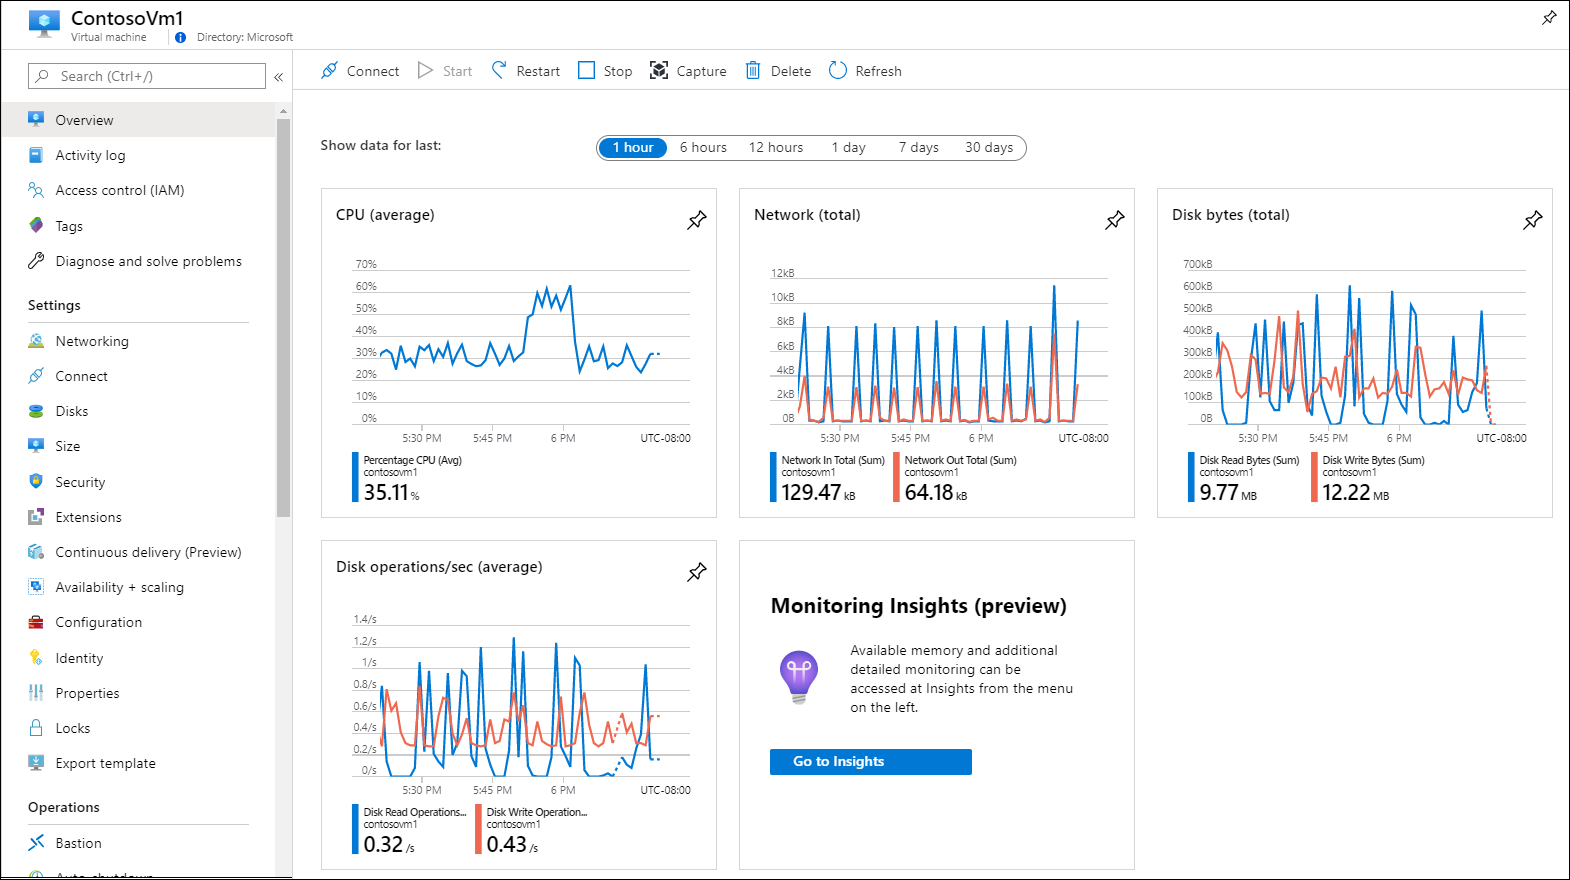 ContosoVm1
Virtual machine
Directory: Microsoft
Search (Ctrl+/)
«
Overview
Activity log
Access control (IAM)
Tags
Diagnose and solve problems
Settings
Networking
Connect
Disks
Size
Security
Extensions
Continuous delivery (Preview)
Availability + scaling
Configuration
Identity
Properties
Locks
Export template
Operations
Bastion
Auto-shutdown
Connect Start Restart Stop Capture Delete Refresh
Show data for last: 1 hour 6 hours 12 hours 1 day 7 days 30 days
CPU (average)
70%
60%
50%
40%
30%
20%
10%
0%
5:30 PM 5:45 PM 6 PM UTC-08:00
Percentage CPU (Avg)
contosovm1
35.11 %
Network (total)
12kB
10kB
8kB
6kB
4kB
2kB
0B
5:30 PM 5:45 PM 6 PM UTC-08:00
Network In Total (Sum)
contosovm1
129.47 kB
Network Out Total (Sum)
contosovm1
64.18 kB
Disk bytes (total)
700kB
600kB
500kB
400kB
300kB
200kB
100kB
0B
5:30 PM 5:45 PM 6 PM UTC-08:00
Disk Read Bytes (Sum)
contosovm1
9.77 MB
Disk Write Bytes (Sum)
contosovm1
12.22 MB
Disk operations/sec (average)
1.4/s
1.2/s
1/s
0.8/s
0.6/s
0.4/s
0.2/s
0/s
5:30 PM 5:45 PM 6 PM UTC-08:00
Disk Read Operations...
contosovm1
0.32 /s
Disk Write Operation...
contosovm1
0.43 /s
Monitoring Insights (preview)
Available memory and additional
detailed monitoring can be
accessed at Insights from the menu
on the left.
Go to Insights